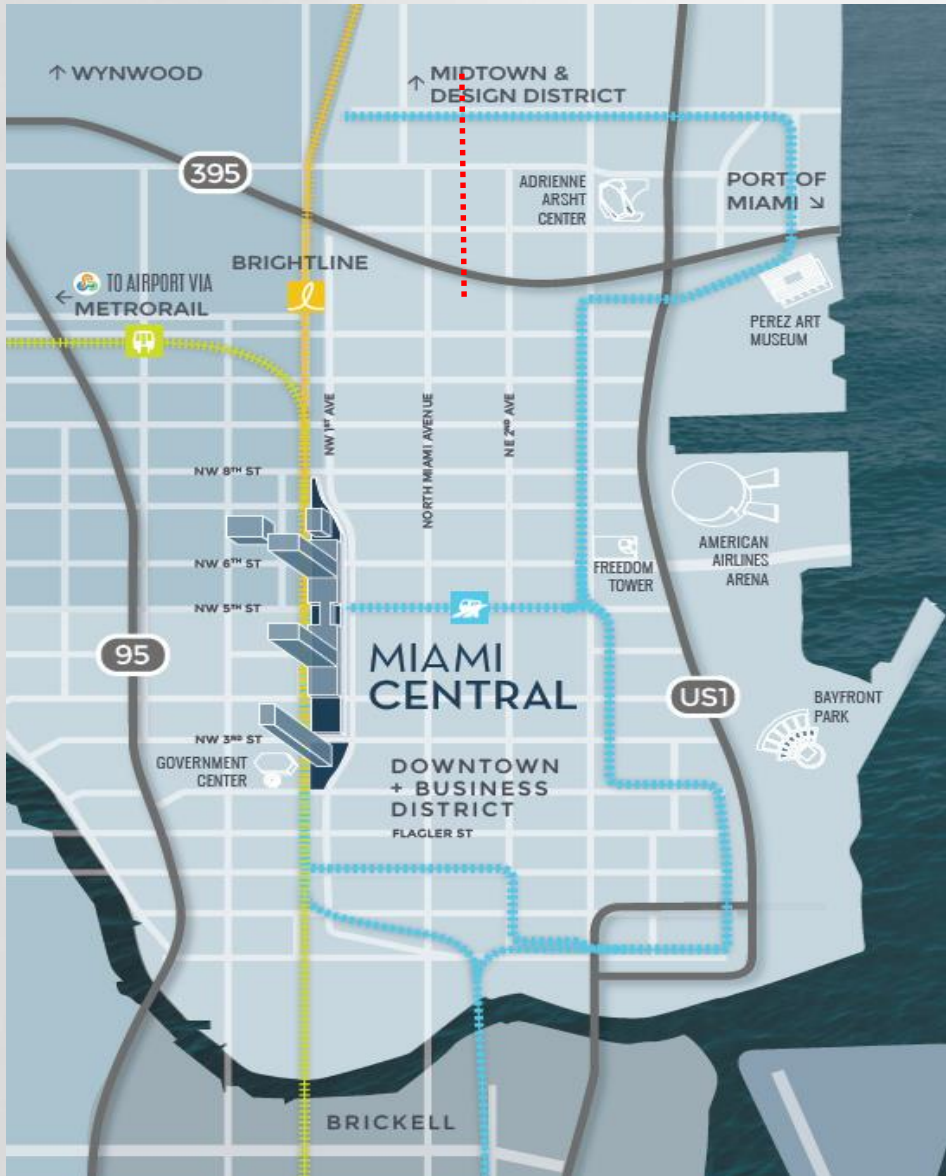 ↑ WYNWOOD
↑ MIDTOWN &
DESIGN DISTRICT
395
ADRIENNE
ARSHT
CENTER
PORT OF
MIAMI ↘
BRIGHTLINE
TO AIRPORT VIA
← METRORAIL
PEREZ ART
MUSEUM
NW 1ST AVE
NORTH MIAMI AVENUE
NE 2ND AVE
NW 8TH ST
NW 6TH ST
FREEDOM
TOWER
AMERICAN
AIRLINES
ARENA
NW 5TH ST
95
MIAMI
CENTRAL
US1
BAYFRONT
PARK
NW 3RD ST
GOVERNMENT
CENTER
DOWNTOWN
+ BUSINESS
DISTRICT
FLAGLER ST
BRICKELL